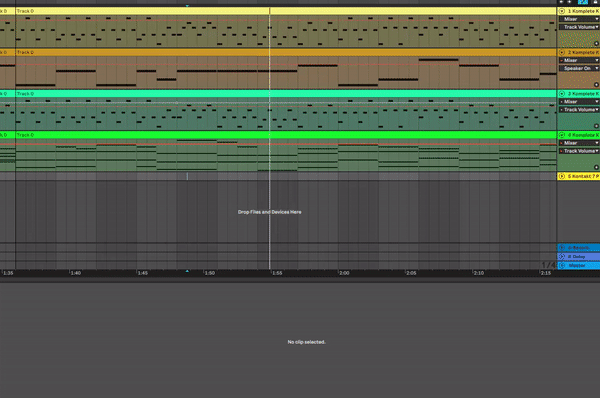 Track 0 1 Komplete K
Mixer
Track Volume
Track 0 2 Komplete K
Mixer
Speaker On
Track 0 3 Komplete K
Mixer
Track Volume
Track 0 4 Komplete K
Mixer
Track Volume
5 Kontakt 7 P
Drop Files and Devices Here
1/4
Master
1:35 1:40 1:45 1:50 1:55 2:00 2:05 2:10 2:15
No clip selected.